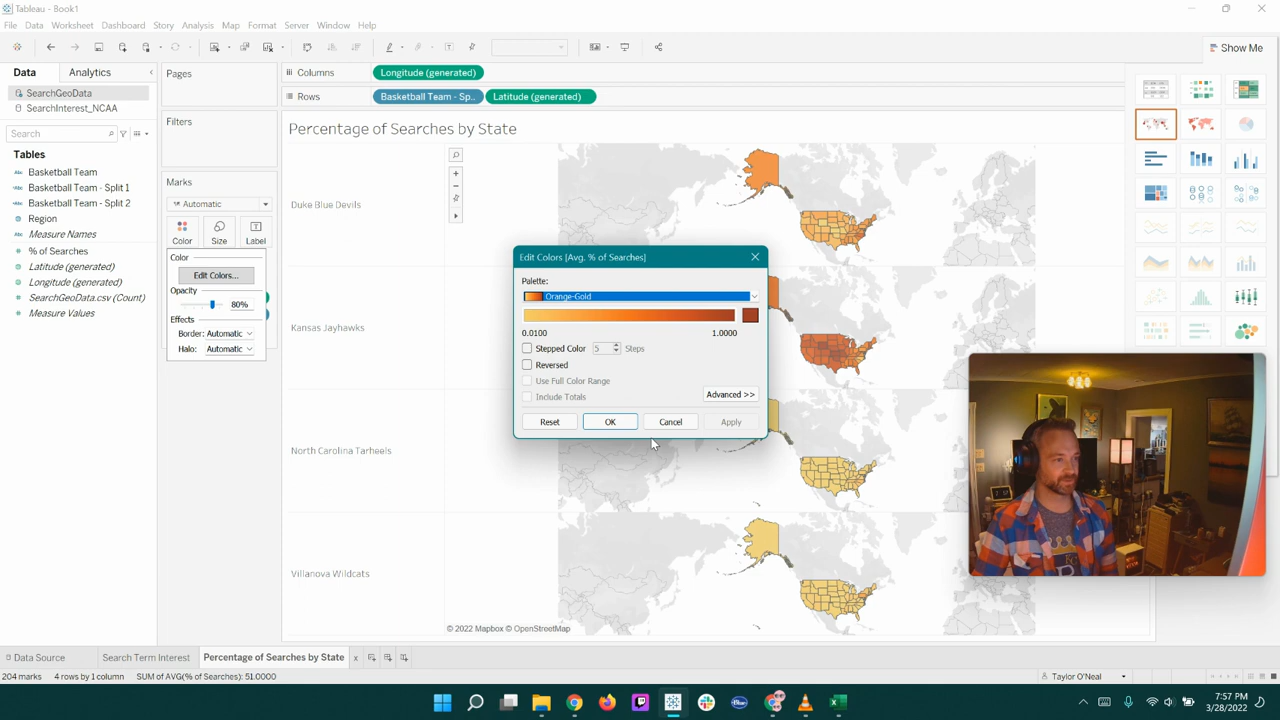 Tableau - Book1
File Data Worksheet Dashboard Story Analysis Map Format Server Window Help
Show Me
Data Analytics
Pages
Columns Longitude (generated)
SearchGeoData
Rows Basketball Team - Sp.. Latitude (generated)
SearchInterest_NCAA
Filters
Search
Percentage of Searches by State
Tables
Basketball Team
Basketball Team - Split 1
Basketball Team - Split 2
Region
Measure Names
% of Searches
Latitude (generated)
Longitude (generated)
SearchGeoData.csv (Count)
Measure Values
Marks
Automatic
Color Size Label
Color
Edit Colors...
Opacity
80%
Effects
Border: Automatic
Halo: Automatic
Duke Blue Devils
Kansas Jayhawks
North Carolina Tarheels
Villanova Wildcats
Edit Colors [Avg. % of Searches]
Palette:
Orange-Gold
0.0100 1.0000
Stepped Color 5 Steps
Reversed
Use Full Color Range
Include Totals
Advanced >>
Reset OK Cancel Apply
© 2022 Mapbox © OpenStreetMap
Data Source Search Term Interest Percentage of Searches by State
204 marks 4 rows by 1 column SUM of AVG(% of Searches): 51.0000
Taylor O'Neal
7:57 PM
3/28/2022